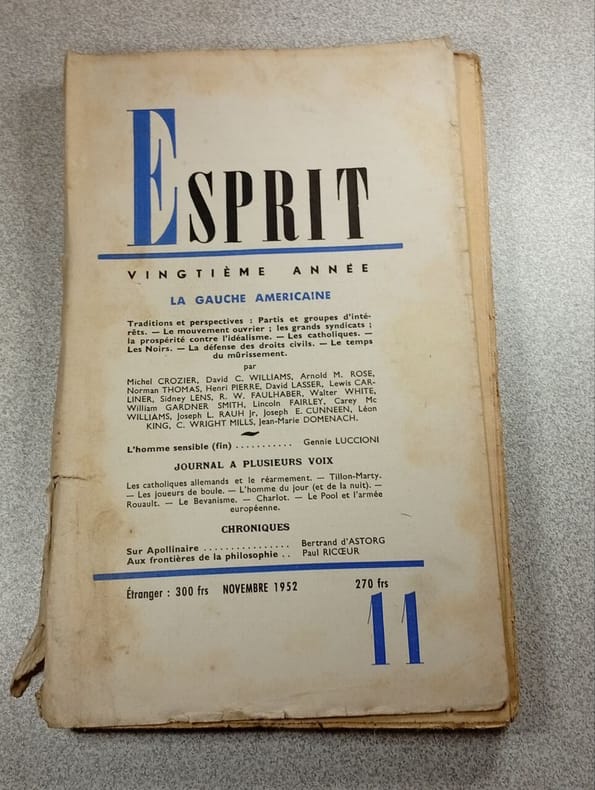 ESPRIT
VINGTIÈME ANNÉE
LA GAUCHE AMERICAINE
Traditions et perspectives : Partis et groupes d'inté-
rêts. — Le mouvement ouvrier ; les grands syndicats ;
la prospérité contre l'idéalisme. — Les catholiques. —
Les Noirs. — La défense des droits civils. — Le temps
du mûrissement.
par
Michel CROZIER, David C. WILLIAMS, Arnold M. ROSE,
Norman THOMAS, Henri PIERRE, David LASSER, Lewis CAR-
LINER, Sidney LENS, R. W. FAULHABER, Walter WHITE,
William GARDNER SMITH, Lincoln FAIRLEY, Carey Mc
WILLIAMS, Joseph L. RAUH Jr, Joseph E. CUNNEEN, Léon
KING, C. WRIGHT MILLS, Jean-Marie DOMENACH.
L'homme sensible (fin) ........... Gennie LUCCIONI
JOURNAL A PLUSIEURS VOIX
Les catholiques allemands et le réarmement. — Tillon-Marty.
— Les joueurs de boule. — L'homme du jour (et de la nuit). —
Rouault. — Le Bevanisme. — Charlot. — Le Pool et l'armée
européenne.
CHRONIQUES
Sur Apollinaire ................ Bertrand d'ASTORG
Aux frontières de la philosophie .. Paul RICŒUR
Étranger : 300 frs NOVEMBRE 1952 270 frs
11